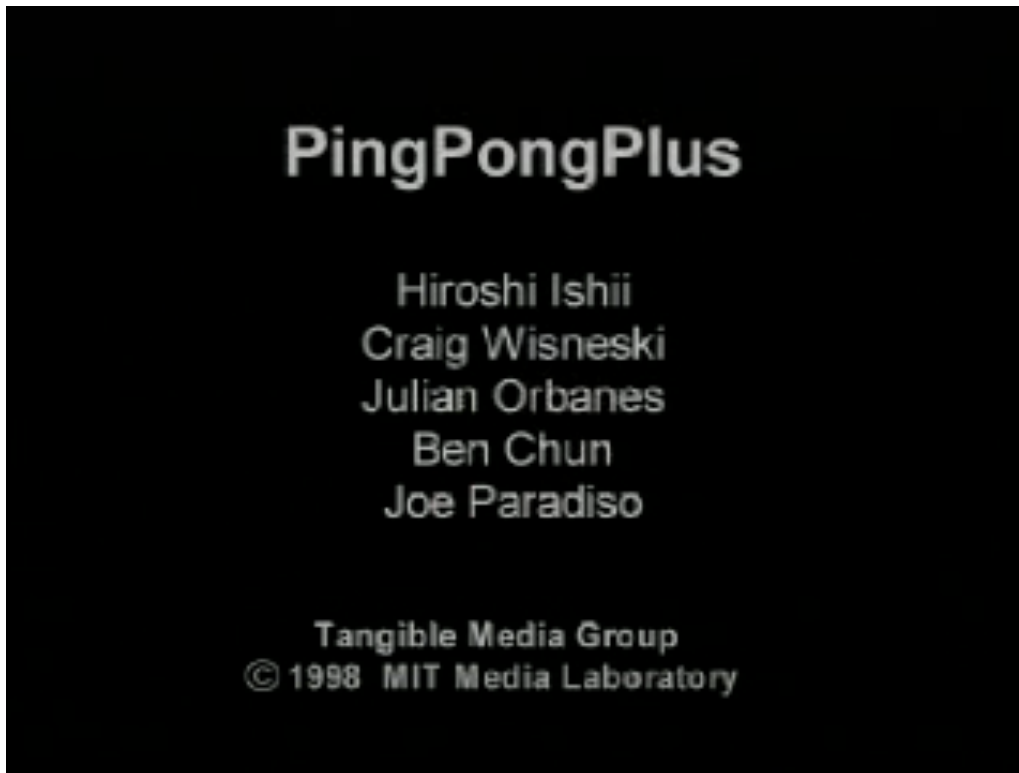 PingPongPlus
Hiroshi Ishii
Craig Wisneski
Julian Orbanes
Ben Chun
Joe Paradiso
Tangible Media Group
© 1998 MIT Media Laboratory